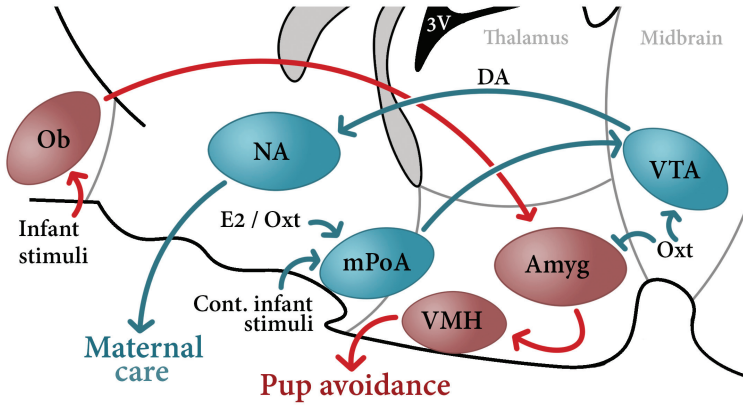 3V
Thalamus
Midbrain
DA
Ob
NA
VTA
Infant
stimuli
E2 / Oxt
mPoA
Amyg
Oxt
Cont. infant
stimuli
VMH
Maternal
care
Pup avoidance